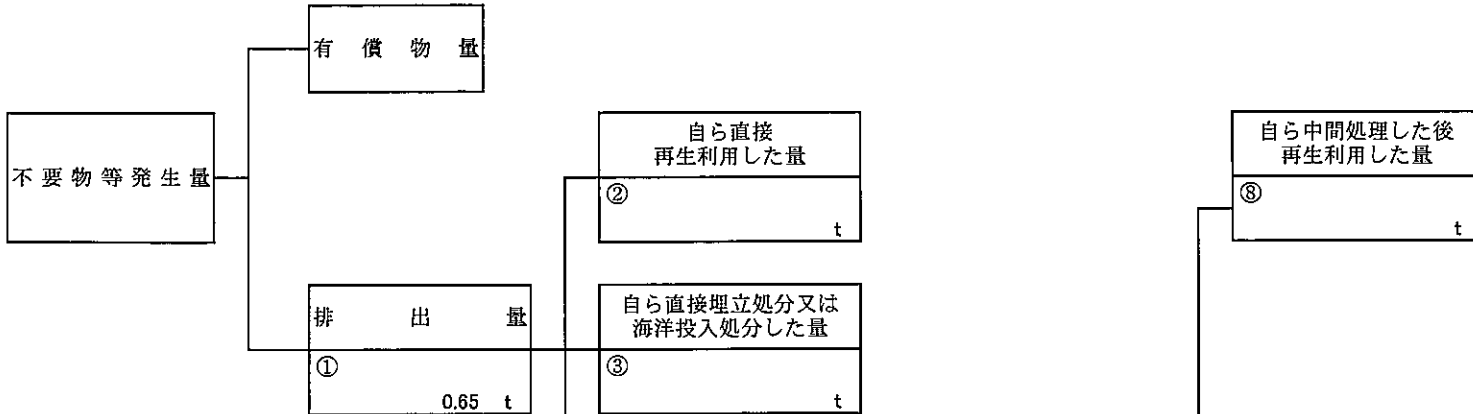 有償物量
不要物等発生量
自ら直接
再生利用した量
②
t
自ら中間処理した後
再生利用した量
⑧
t
排出量
①
0.65 t
自ら直接埋立処分又は
海洋投入処分した量
③
t